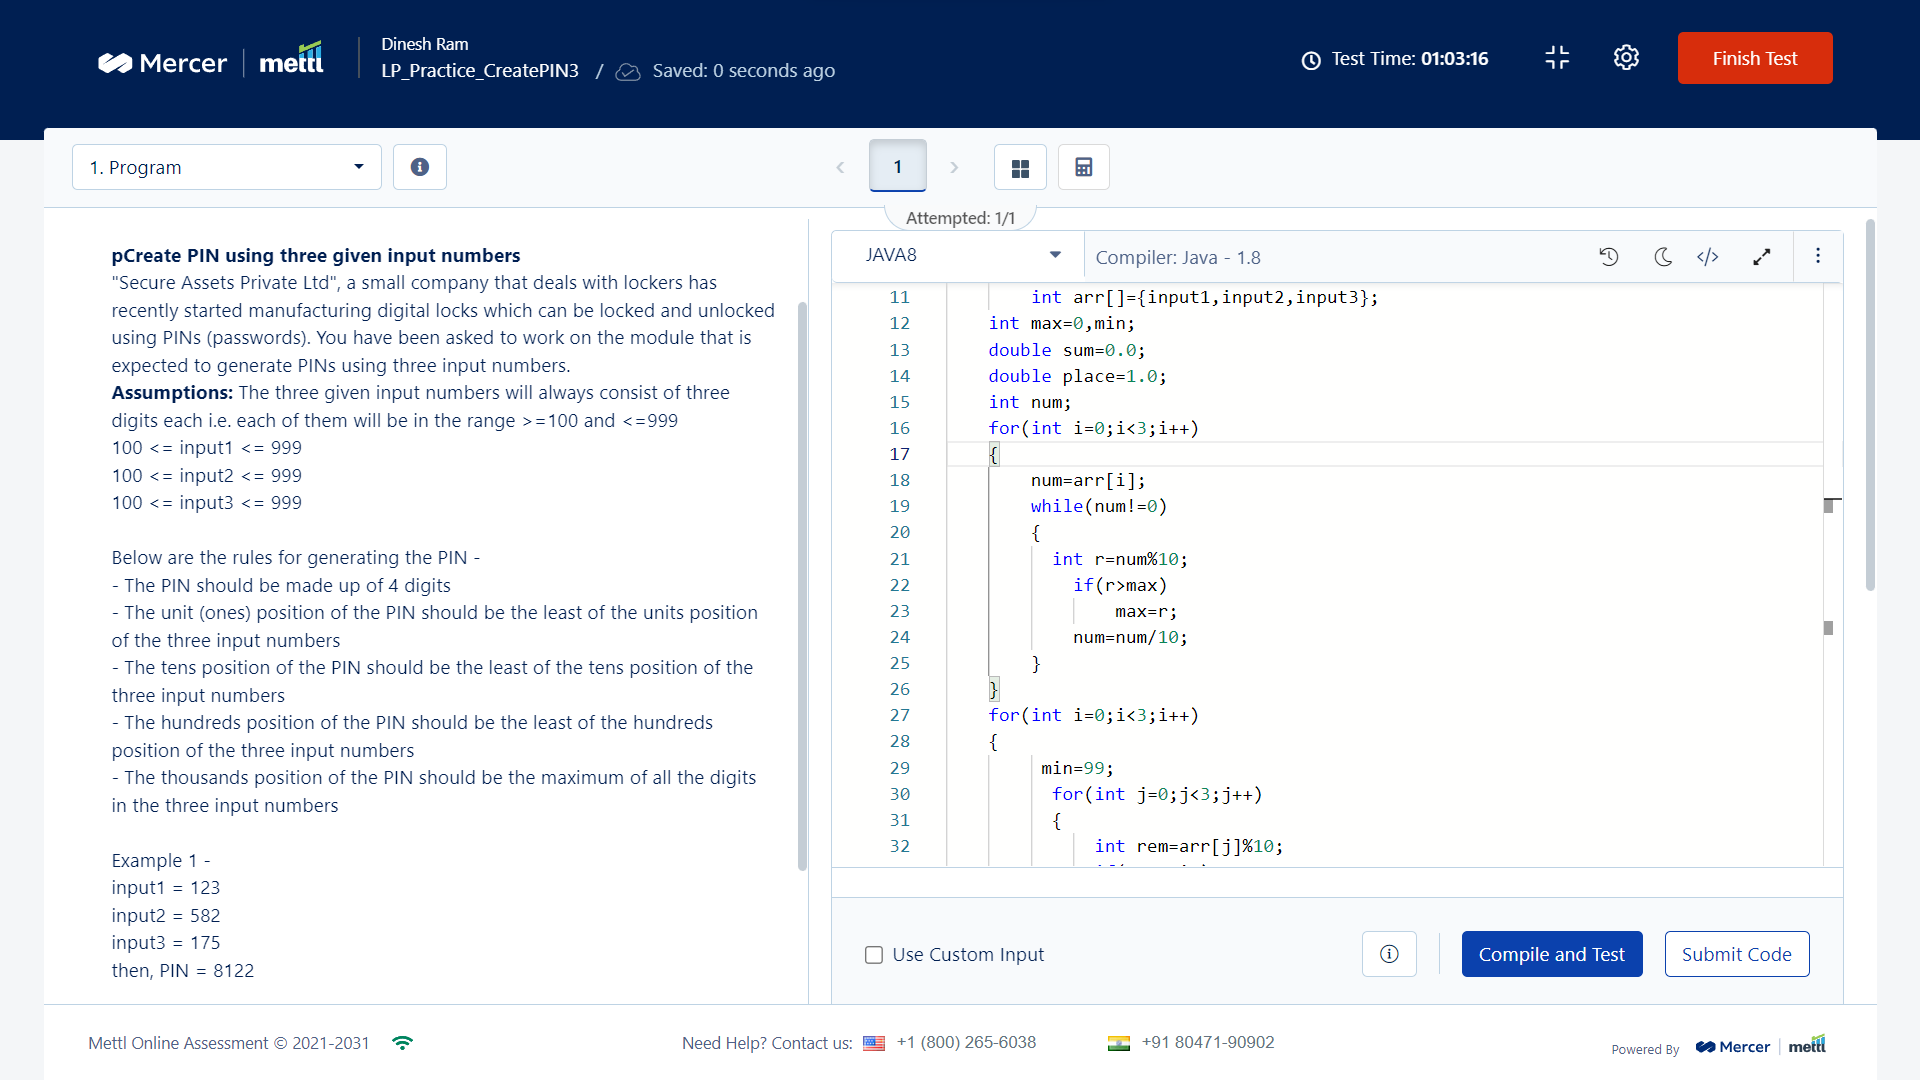 Mercer
mettl
Dinesh Ram
LP_Practice_CreatePIN3 / Saved: 0 seconds ago
Test Time: 01:03:16
Finish Test
1. Program
1
Attempted: 1/1
pCreate PIN using three given input numbers
"Secure Assets Private Ltd", a small company that deals with lockers has
recently started manufacturing digital locks which can be locked and unlocked
using PINs (passwords). You have been asked to work on the module that is
expected to generate PINs using three input numbers.
Assumptions: The three given input numbers will always consist of three
digits each i.e. each of them will be in the range >=100 and <=999
100 <= input1 <= 999
100 <= input2 <= 999
100 <= input3 <= 999
Below are the rules for generating the PIN -
- The PIN should be made up of 4 digits
- The unit (ones) position of the PIN should be the least of the units position
of the three input numbers
- The tens position of the PIN should be the least of the tens position of the
three input numbers
- The hundreds position of the PIN should be the least of the hundreds
position of the three input numbers
- The thousands position of the PIN should be the maximum of all the digits
in the three input numbers
Example 1 -
input1 = 123
input2 = 582
input3 = 175
then, PIN = 8122
JAVA8
Compiler: Java - 1.8
11 int arr[]={input1,input2,input3};
12 int max=0,min;
13 double sum=0.0;
14 double place=1.0;
15 int num;
16 for(int i=0;i<3;i++)
17 {
18 num=arr[i];
19 while(num!=0)
20 {
21 int r=num%10;
22 if(r>max)
23 max=r;
24 num=num/10;
25 }
26 }
27 for(int i=0;i<3;i++)
28 {
29 min=99;
30 for(int j=0;j<3;j++)
31 {
32 int rem=arr[j]%10;
Use Custom Input
Compile and Test
Submit Code
Mettl Online Assessment © 2021-2031
Need Help? Contact us: +1 (800) 265-6038
+91 80471-90902
Powered By Mercer mettl